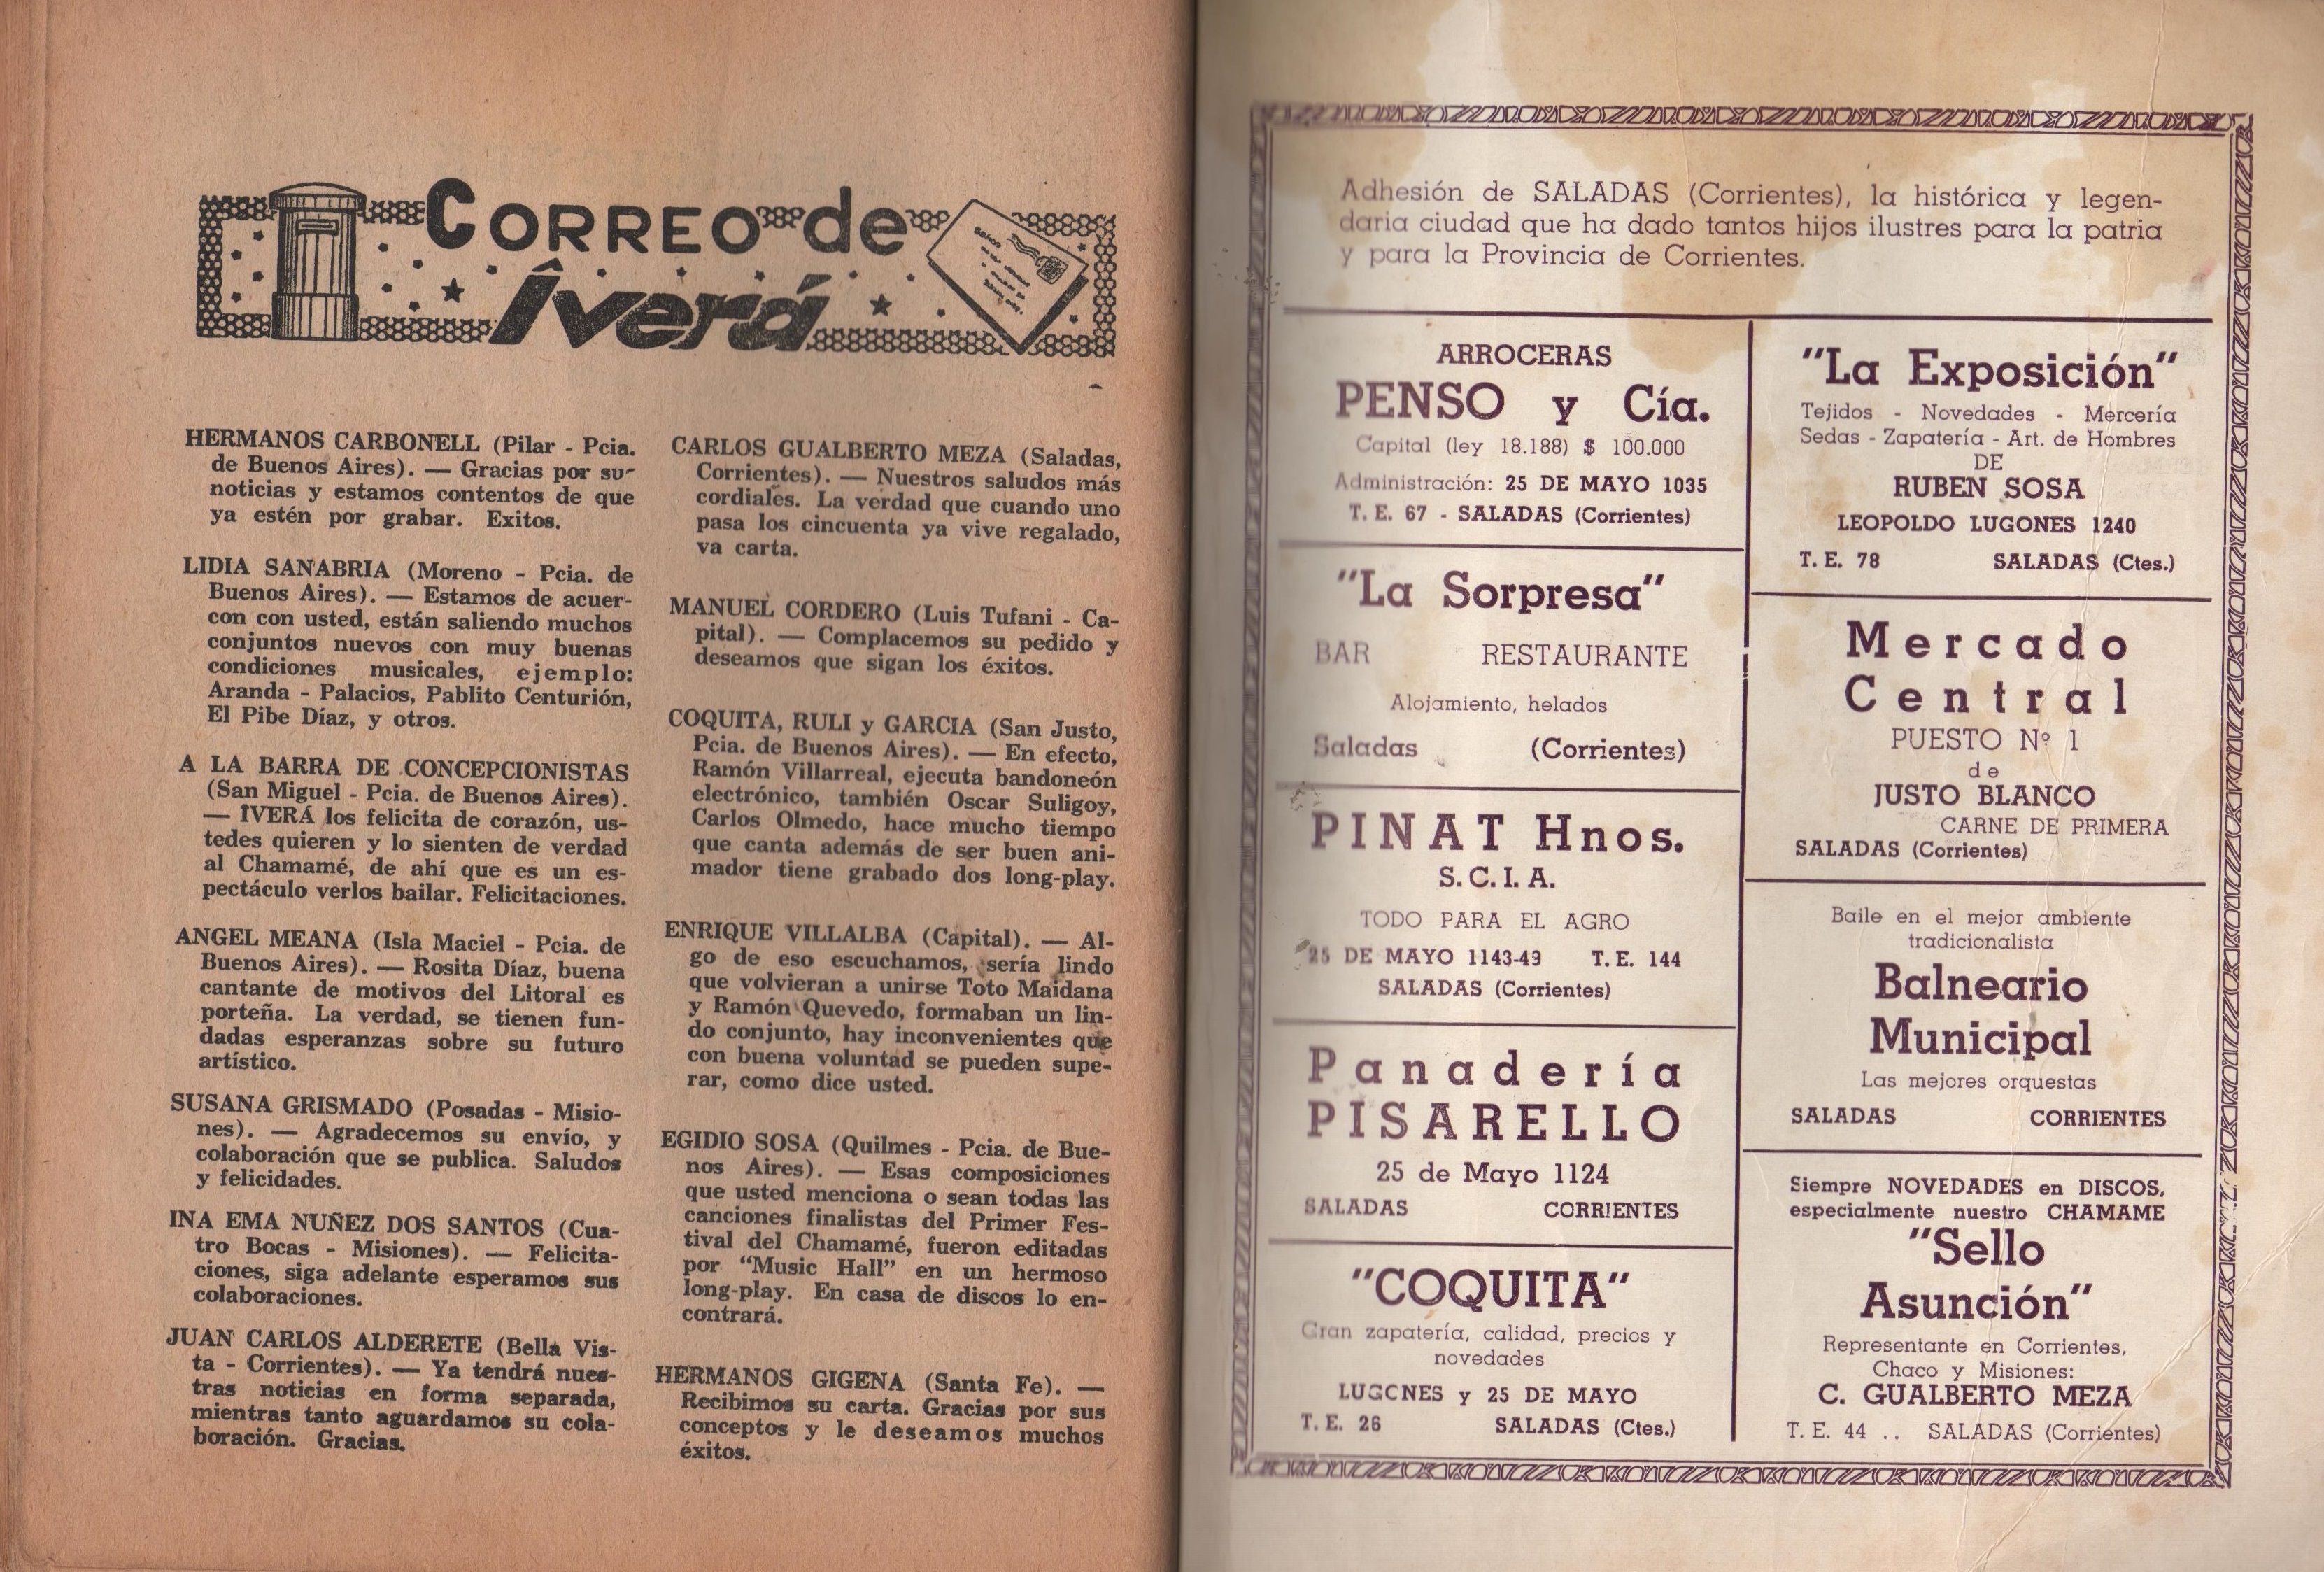 CORREO de
Îverá
HERMANOS CARBONELL (Pilar - Pcia.
de Buenos Aires). — Gracias por su
noticias y estamos contentos de que
ya estén por grabar. Exitos.
LIDIA SANABRIA (Moreno - Pcia. de
Buenos Aires). — Estamos de acuer-
con con usted, están saliendo muchos
conjuntos nuevos con muy buenas
condiciones musicales, ejemplo:
Aranda - Palacios, Pablito Centurión,
El Pibe Díaz, y otros.
A LA BARRA DE CONCEPCIONISTAS
(San Miguel - Pcia. de Buenos Aires).
— ÎVERÁ los felicita de corazón, us-
tedes quieren y lo sienten de verdad
al Chamamé, de ahí que es un es-
pectáculo verlos bailar. Felicitaciones.
ANGEL MEANA (Isla Maciel - Pcia. de
Buenos Aires). — Rosita Díaz, buena
cantante de motivos del Litoral es
porteña. La verdad, se tienen fun-
dadas esperanzas sobre su futuro
artístico.
SUSANA GRISMADO (Posadas - Misio-
nes). — Agradecemos su envío, y
colaboración que se publica. Saludos
y felicidades.
INA EMA NUÑEZ DOS SANTOS (Cua-
tro Bocas - Misiones). — Felicita-
ciones, siga adelante esperamos sus
colaboraciones.
JUAN CARLOS ALDERETE (Bella Vis-
ta - Corrientes). — Ya tendrá nues-
tras noticias en forma separada,
mientras tanto aguardamos su cola-
boración. Gracias.
CARLOS GUALBERTO MEZA (Saladas,
Corrientes). — Nuestros saludos más
cordiales. La verdad que cuando uno
pasa los cincuenta ya vive regalado,
va carta.
MANUEL CORDERO (Luis Tufani - Ca-
pital). — Complacemos su pedido y
deseamos que sigan los éxitos.
COQUITA, RULI y GARCIA (San Justo,
Pcia. de Buenos Aires). — En efecto,
Ramón Villarreal, ejecuta bandoneón
electrónico, también Oscar Suligoy,
Carlos Olmedo, hace mucho tiempo
que canta además de ser buen ani-
mador tiene grabado dos long-play.
ENRIQUE VILLALBA (Capital). — Al-
go de eso escuchamos, sería lindo
que volvieran a unirse Toto Maidana
y Ramón Quevedo, formaban un lin-
do conjunto, hay inconvenientes que
con buena voluntad se pueden supe-
rar, como dice usted.
EGIDIO SOSA (Quilmes - Pcia. de Bue-
nos Aires). — Esas composiciones
que usted menciona o sean todas las
canciones finalistas del Primer Fes-
tival del Chamamé, fueron editadas
por “Music Hall” en un hermoso
long-play. En casa de discos lo en-
contrará.
HERMANOS GIGENA (Santa Fe). —
Recibimos su carta. Gracias por sus
conceptos y le deseamos muchos
éxitos.
Adhesión de SALADAS (Corrientes), la histórica y legen-
daria ciudad que ha dado tantos hijos ilustres para la patria
y para la Provincia de Corrientes.
ARROCERAS
PENSO y Cía.
Capital (ley 18.188) $ 100.000
Administración: 25 DE MAYO 1035
T. E. 67 - SALADAS (Corrientes)
"La Sorpresa"
BAR RESTAURANTE
Alojamiento, helados
Saladas (Corrientes)
PINAT Hnos.
S.C.I.A.
TODO PARA EL AGRO
25 DE MAYO 1143-49 T. E. 144
SALADAS (Corrientes)
Panadería
PISARELLO
25 de Mayo 1124
SALADAS CORRIENTES
"COQUITA"
Gran zapatería, calidad, precios y
novedades
LUGONES y 25 DE MAYO
T. E. 26 SALADAS (Ctes.)
"La Exposición"
Tejidos - Novedades - Mercería
Sedas - Zapatería - Art. de Hombres
DE
RUBEN SOSA
LEOPOLDO LUGONES 1240
T. E. 78 SALADAS (Ctes.)
Mercado
Central
PUESTO Nº 1
de
JUSTO BLANCO
CARNE DE PRIMERA
SALADAS (Corrientes)
Baile en el mejor ambiente
tradicionalista
Balneario
Municipal
Las mejores orquestas
SALADAS CORRIENTES
Siempre NOVEDADES en DISCOS,
especialmente nuestro CHAMAME
"Sello
Asunción"
Representante en Corrientes,
Chaco y Misiones:
C. GUALBERTO MEZA
T. E. 44 .. SALADAS (Corrientes)